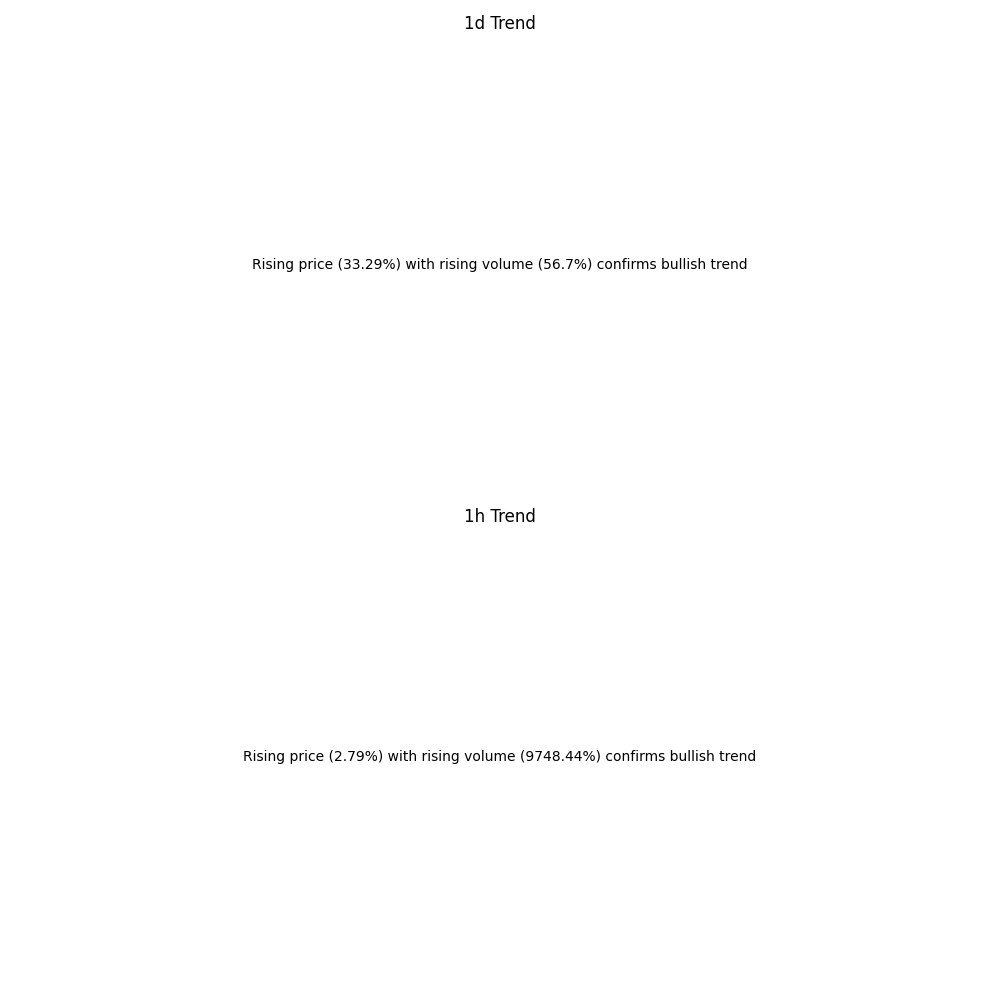 1d Trend
Rising price (33.29%) with rising volume (56.7%) confirms bullish trend
1h Trend
Rising price (2.79%) with rising volume (9748.44%) confirms bullish trend